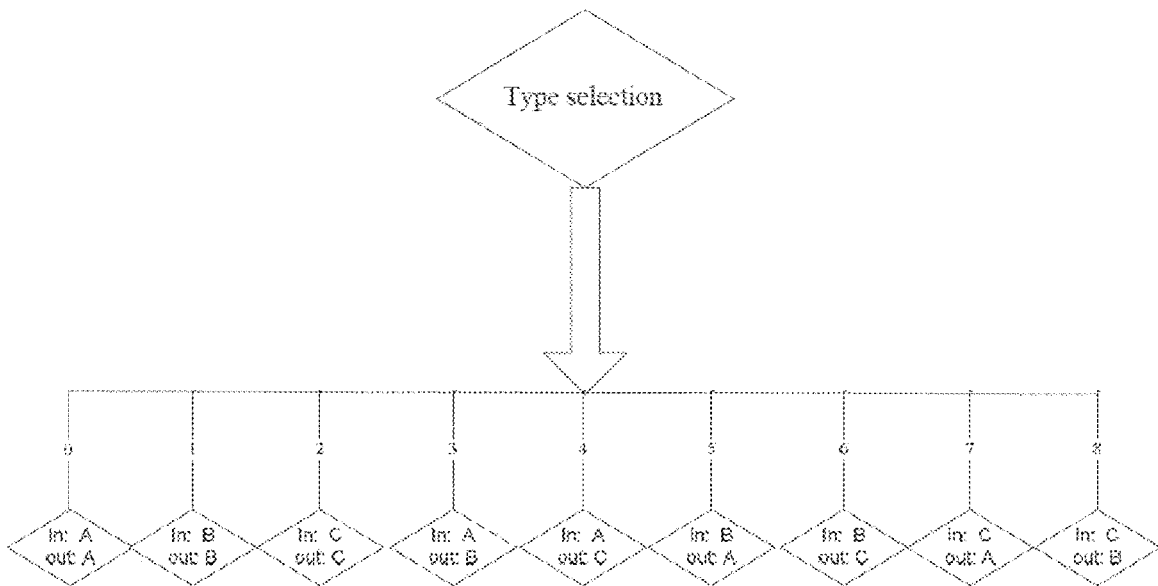 Type selection
0 1 2 3 4 5 6 7 8
In: A In: B In: C In: A In: A In: B In: B In: C In: C
out: A out: B out: C out: B out: C out: A out: C out: A out: B